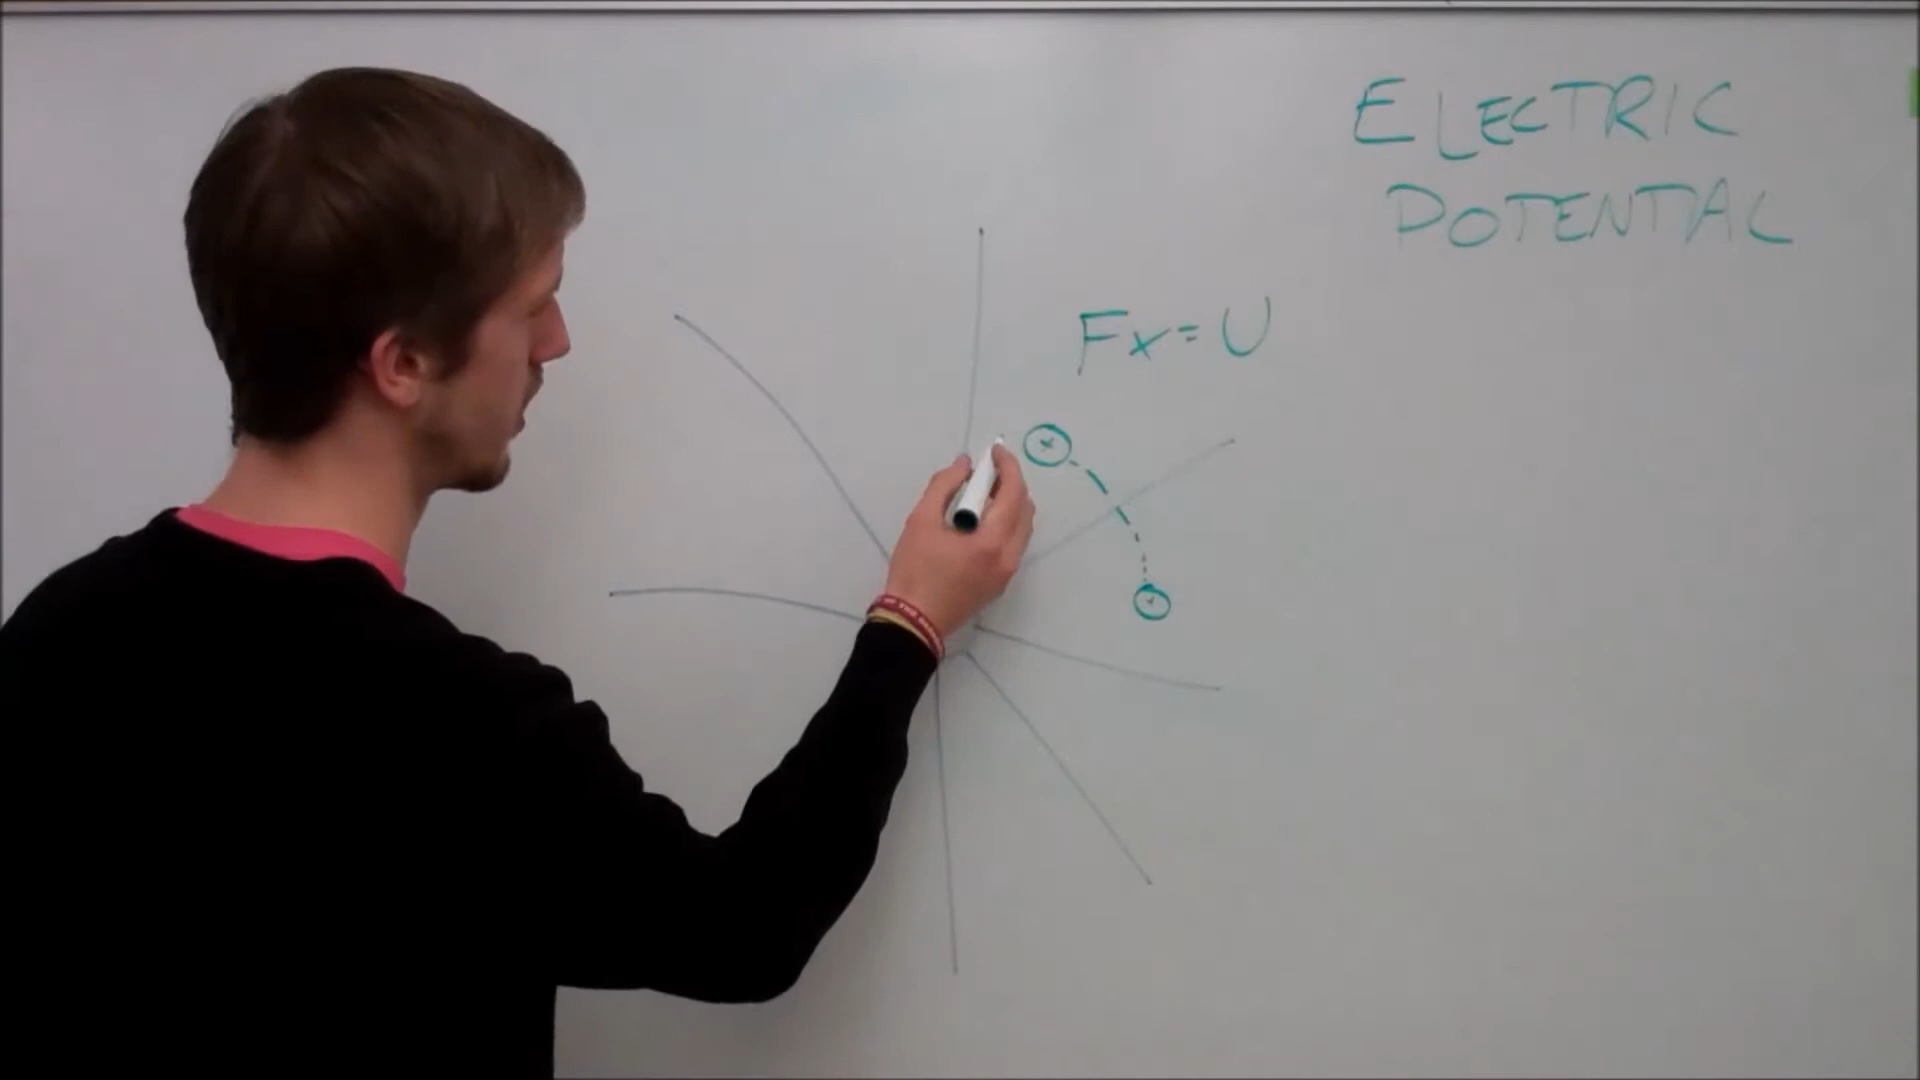 ELECTRIC
POTENTIAL
Fx=U
+
+